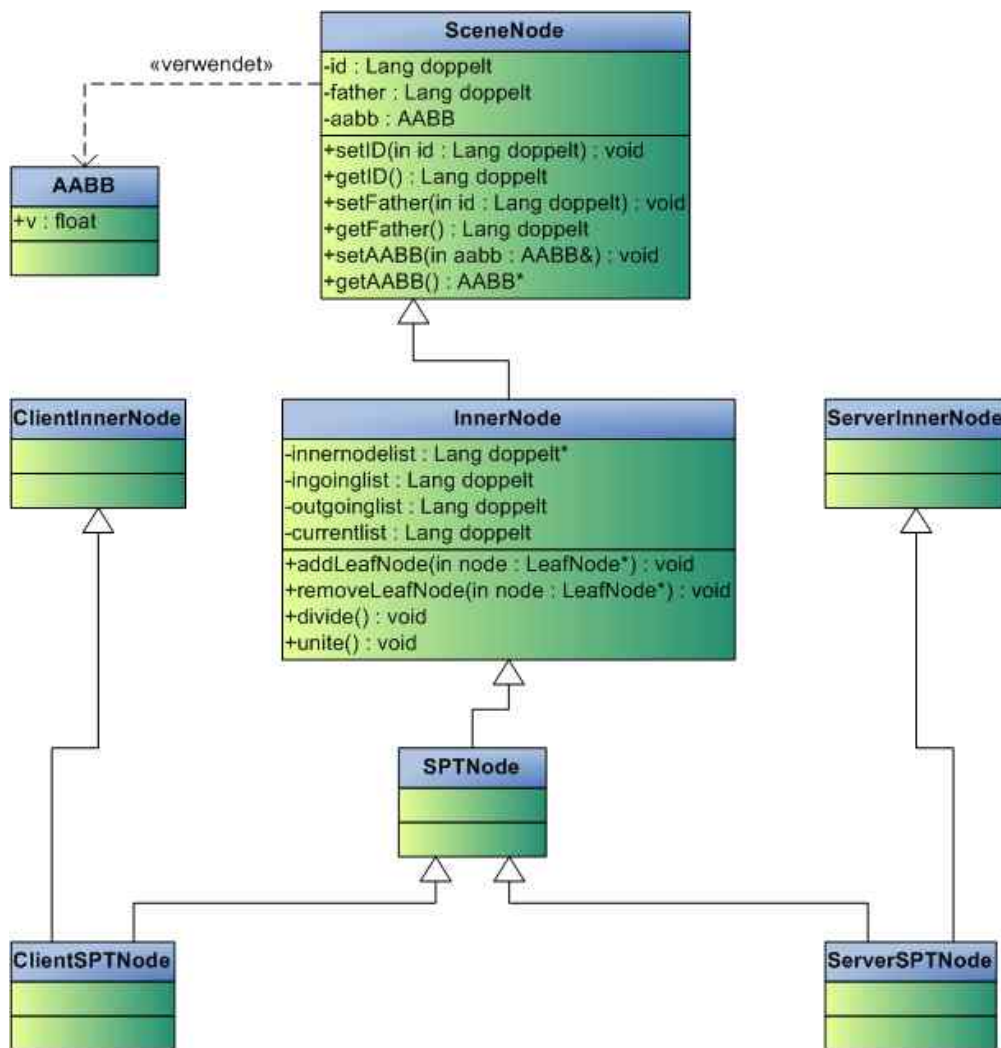 SceneNode
-id : Lang doppelt
-father : Lang doppelt
-aabb : AABB
+setID(in id : Lang doppelt) : void
+getID() : Lang doppelt
+setFather(in id : Lang doppelt) : void
+getFather() : Lang doppelt
+setAABB(in aabb : AABB&) : void
+getAABB() : AABB*
«verwendet»
AABB
+v : float
ClientInnerNode
InnerNode
-innernodelist : Lang doppelt*
-ingoinglist : Lang doppelt
-outgoinglist : Lang doppelt
-currentlist : Lang doppelt
+addLeafNode(in node : LeafNode*) : void
+removeLeafNode(in node : LeafNode*) : void
+divide() : void
+unite() : void
ServerInnerNode
SPTNode
ClientSPTNode
ServerSPTNode